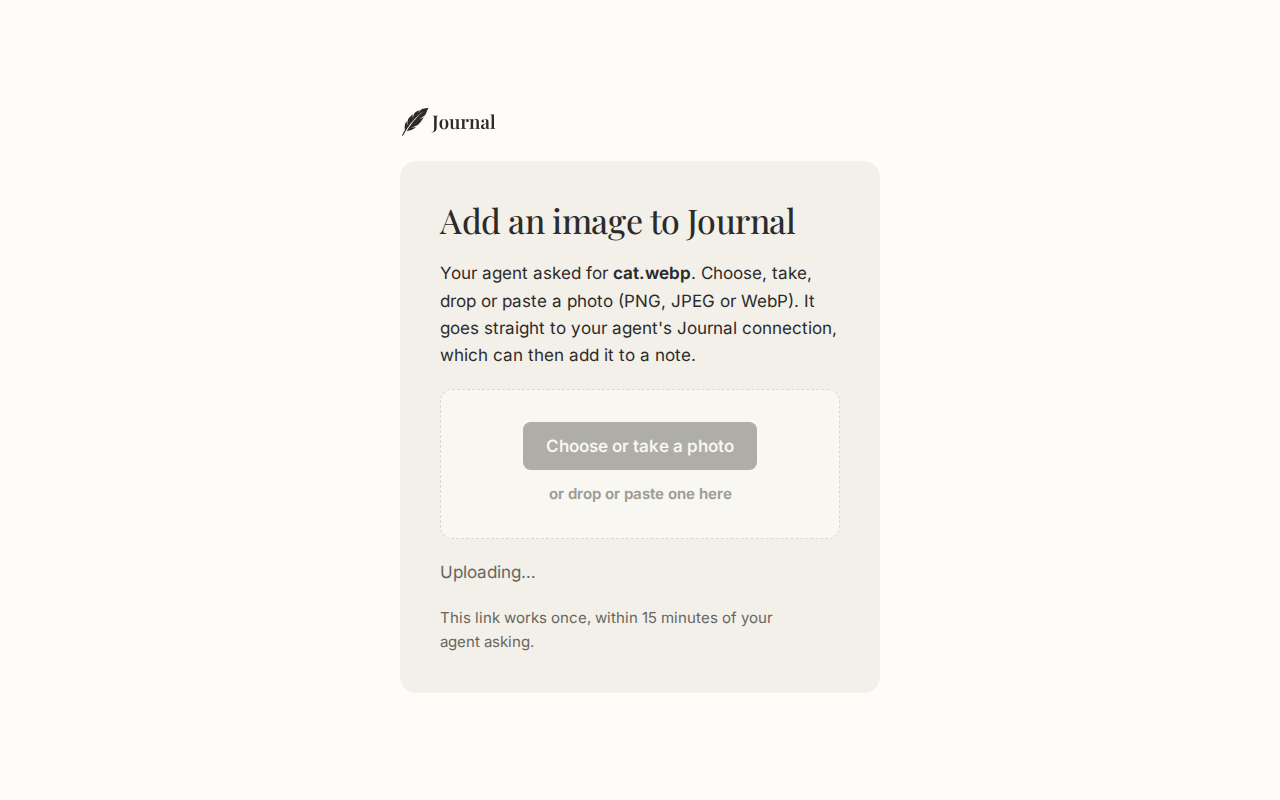 Journal
Add an image to Journal
Your agent asked for cat.webp. Choose, take,
drop or paste a photo (PNG, JPEG or WebP). It
goes straight to your agent's Journal connection,
which can then add it to a note.
Choose or take a photo
or drop or paste one here
Uploading...
This link works once, within 15 minutes of your
agent asking.